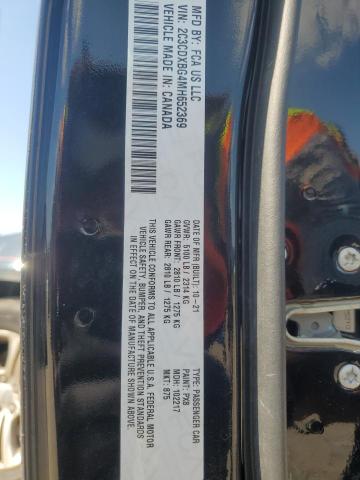 MFD BY: FCA US LLC
VIN: 2C3CDXBG4MH652369
VEHICLE MADE IN: CANADA
DATE OF MFR (BUILT): 10-21
GVWR: 5100 LB / 2314 KG
GAWR FRONT: 2810 LB / 1275 KG
GAWR REAR: 2810 LB / 1275 KG
THIS VEHICLE CONFORMS TO ALL APPLICABLE U.S.A. FEDERAL MOTOR
VEHICLE SAFETY, BUMPER, AND THEFT PREVENTION STANDARDS
IN EFFECT ON THE DATE OF MANUFACTURE SHOWN ABOVE.
TYPE: PASSENGER CAR
PAINT: PX8
MDH: 102217
MKT: 875